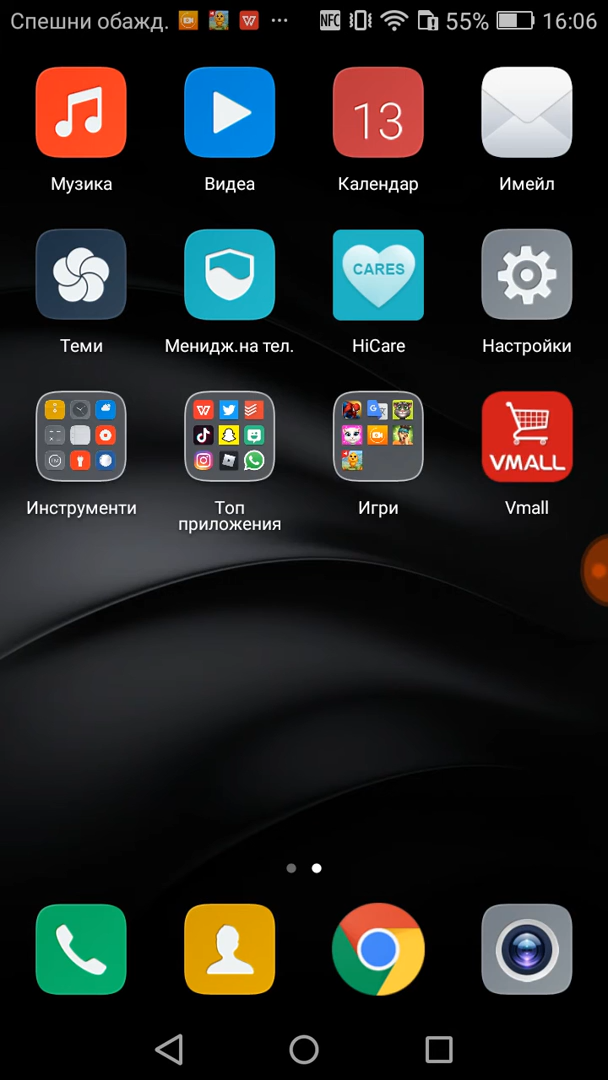 Спешни обажд. ··· NFC 55% 16:06
13
Музика Видеа Календар Имейл
CARES
Теми Менидж.на тел. HiCare Настройки
VMALL
Инструменти Топ приложения Игри Vmall